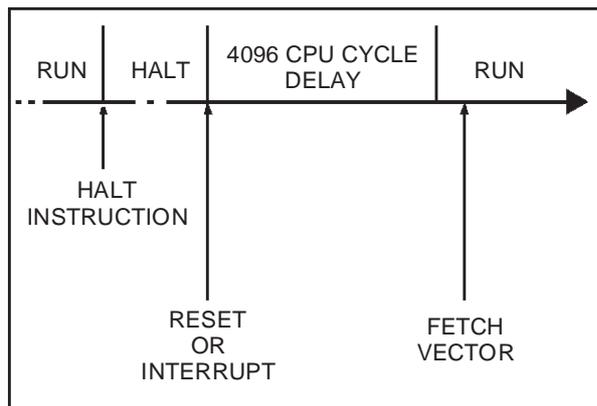 RUN
HALT
4096 CPU CYCLE
DELAY
RUN
HALT
INSTRUCTION
RESET
OR
INTERRUPT
FETCH
VECTOR